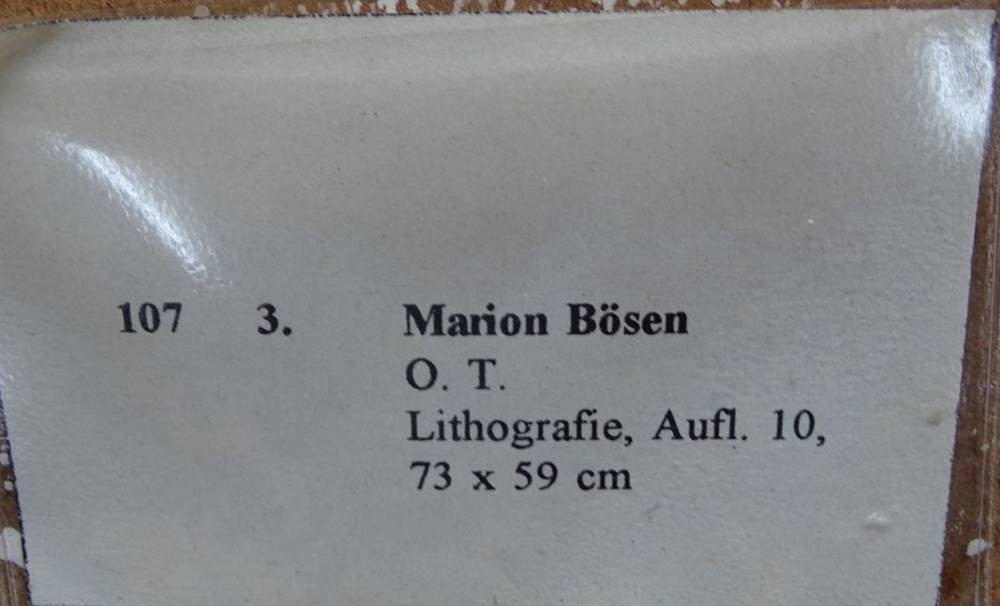 107 3. Marion Bösen
O. T.
Lithografie, Aufl. 10,
73 x 59 cm